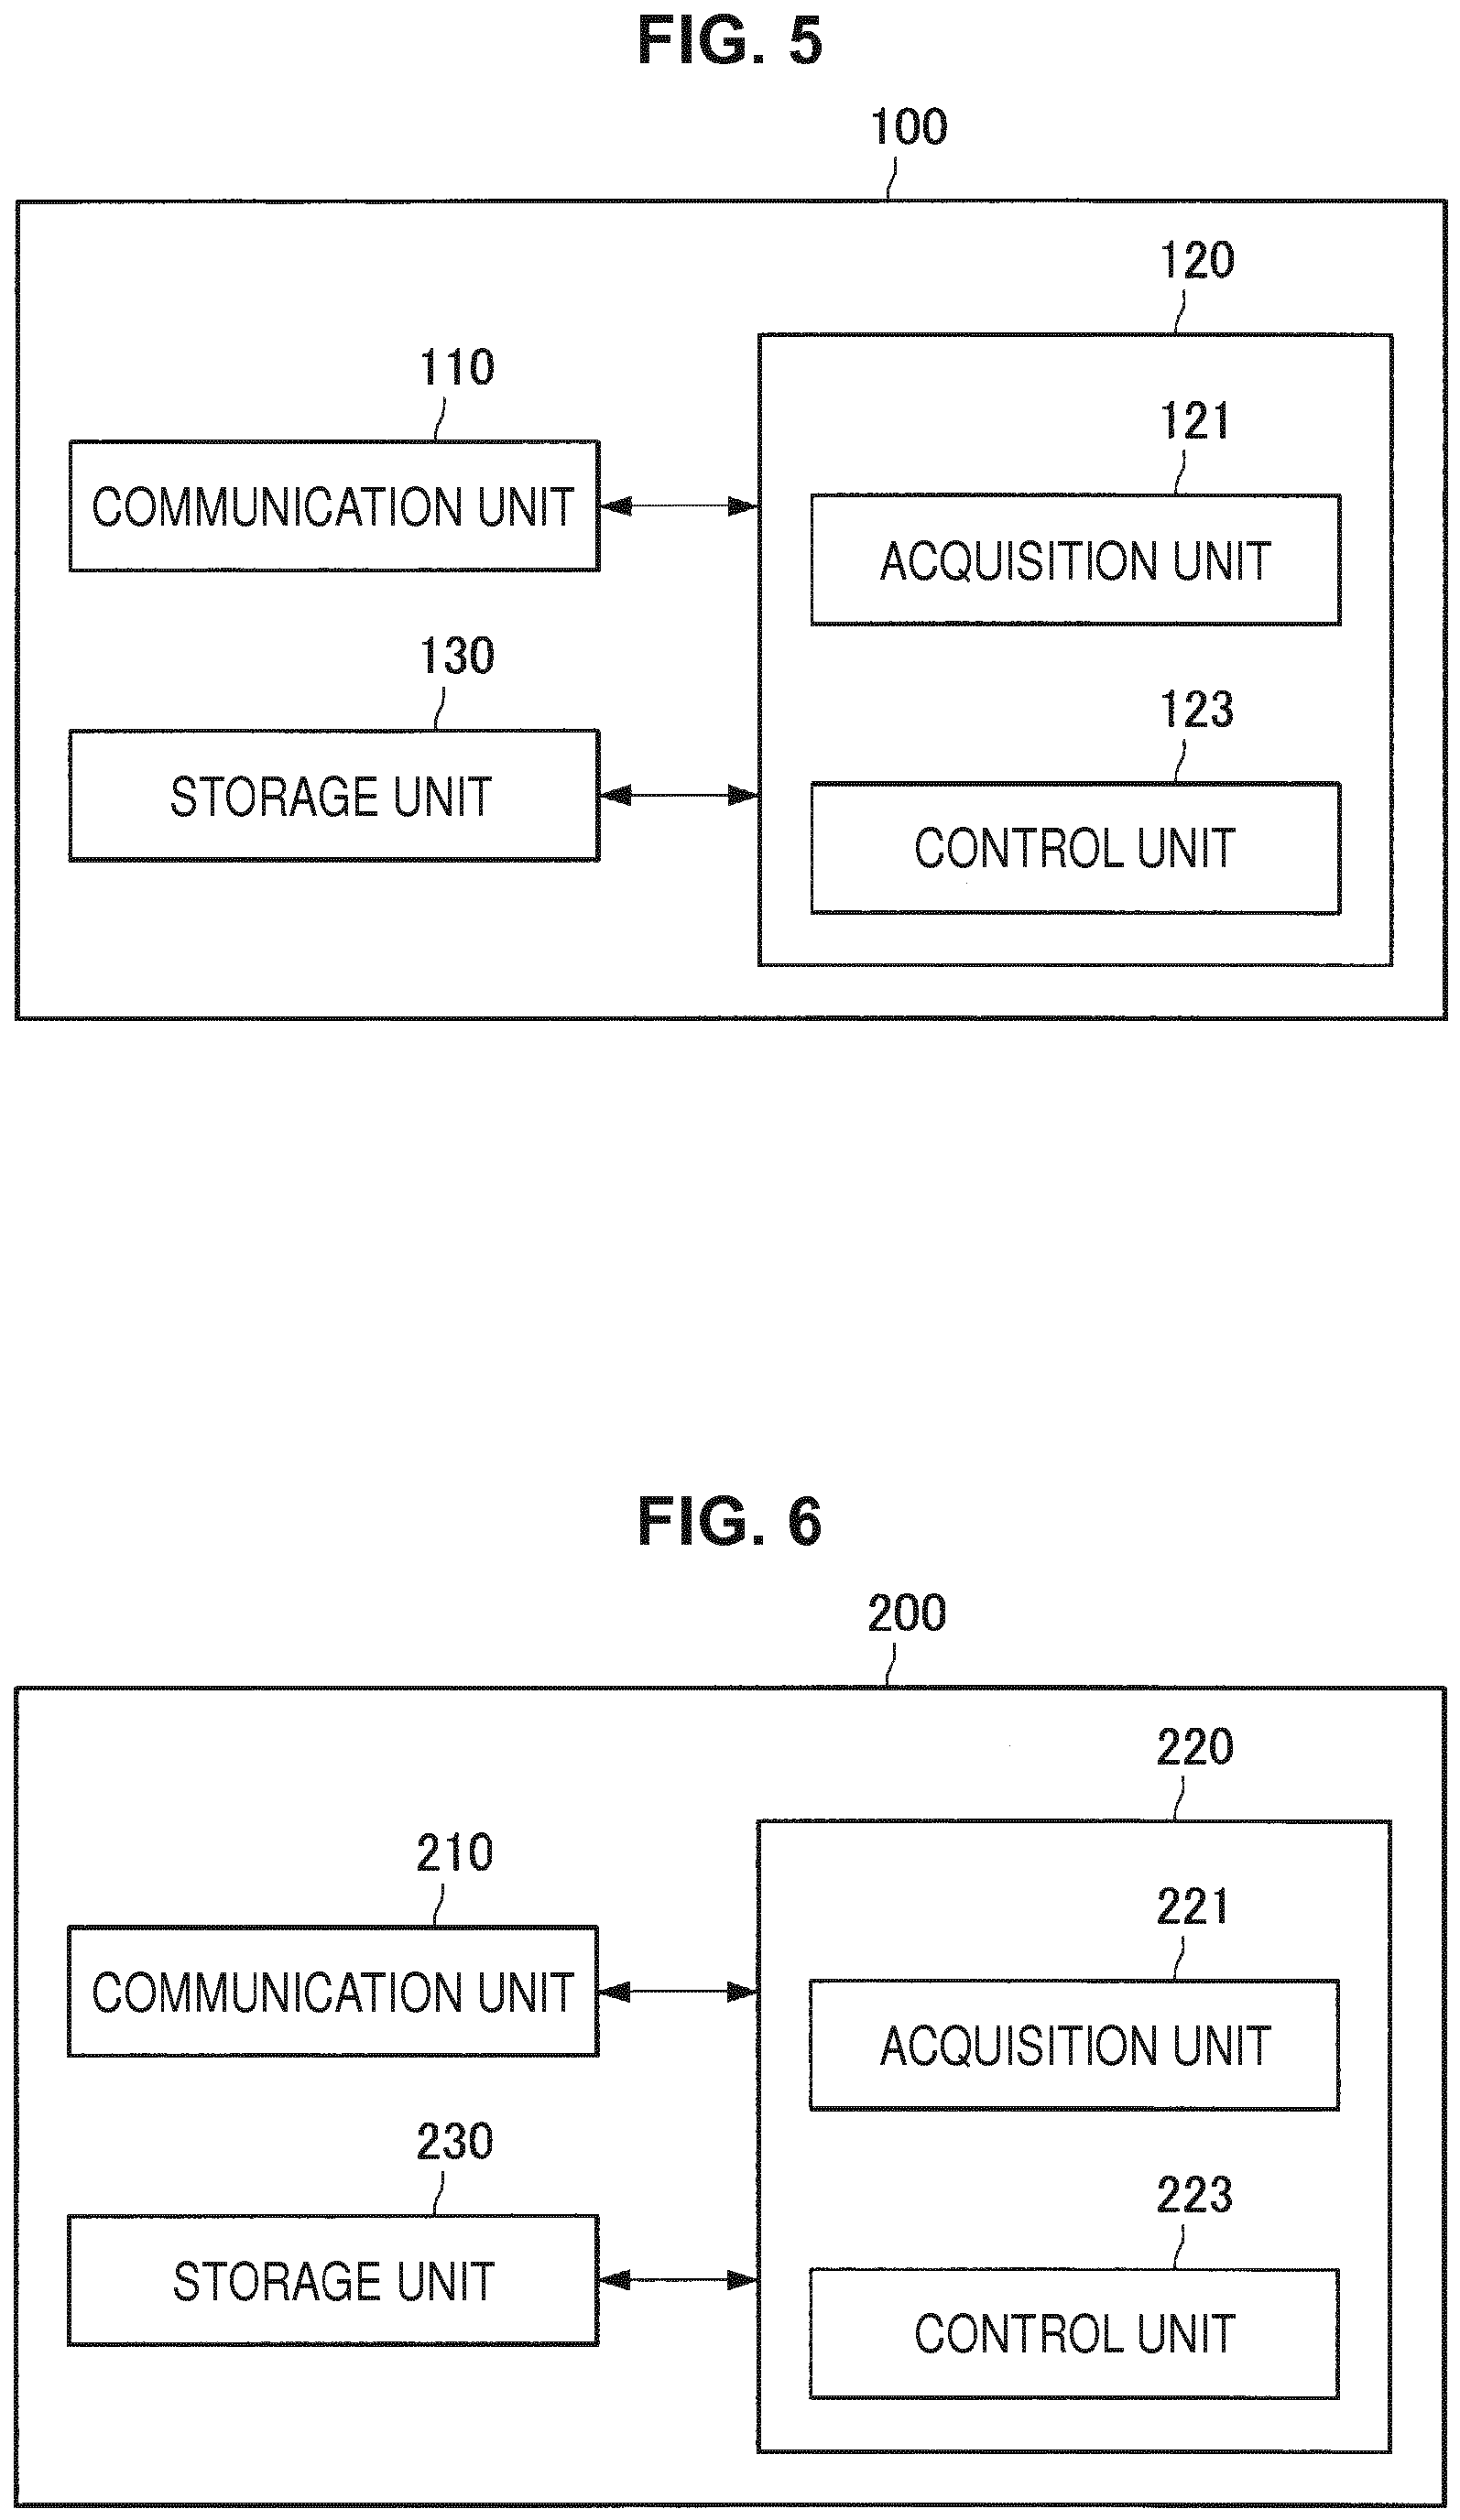 FIG. 5
100
120
110
121
COMMUNICATION UNIT
ACQUISITION UNIT
130
123
STORAGE UNIT
CONTROL UNIT
FIG. 6
200
220
210
221
COMMUNICATION UNIT
ACQUISITION UNIT
230
223
STORAGE UNIT
CONTROL UNIT